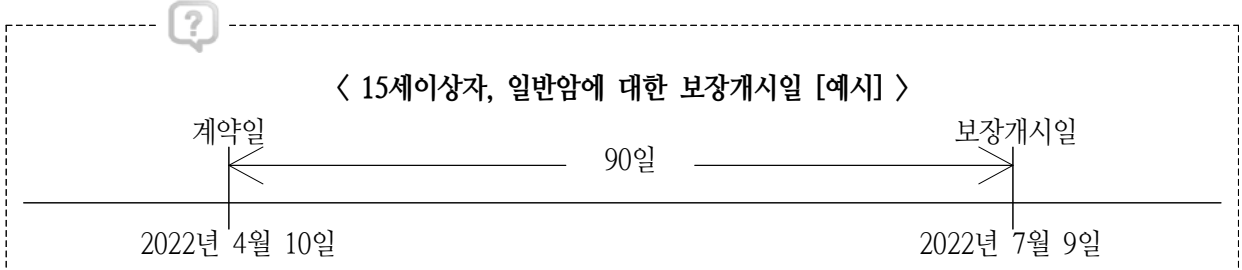 ?
〈 15세이상자, 일반암에 대한 보장개시일 [예시] 〉
계약일 보장개시일
90일
2022년 4월 10일 2022년 7월 9일